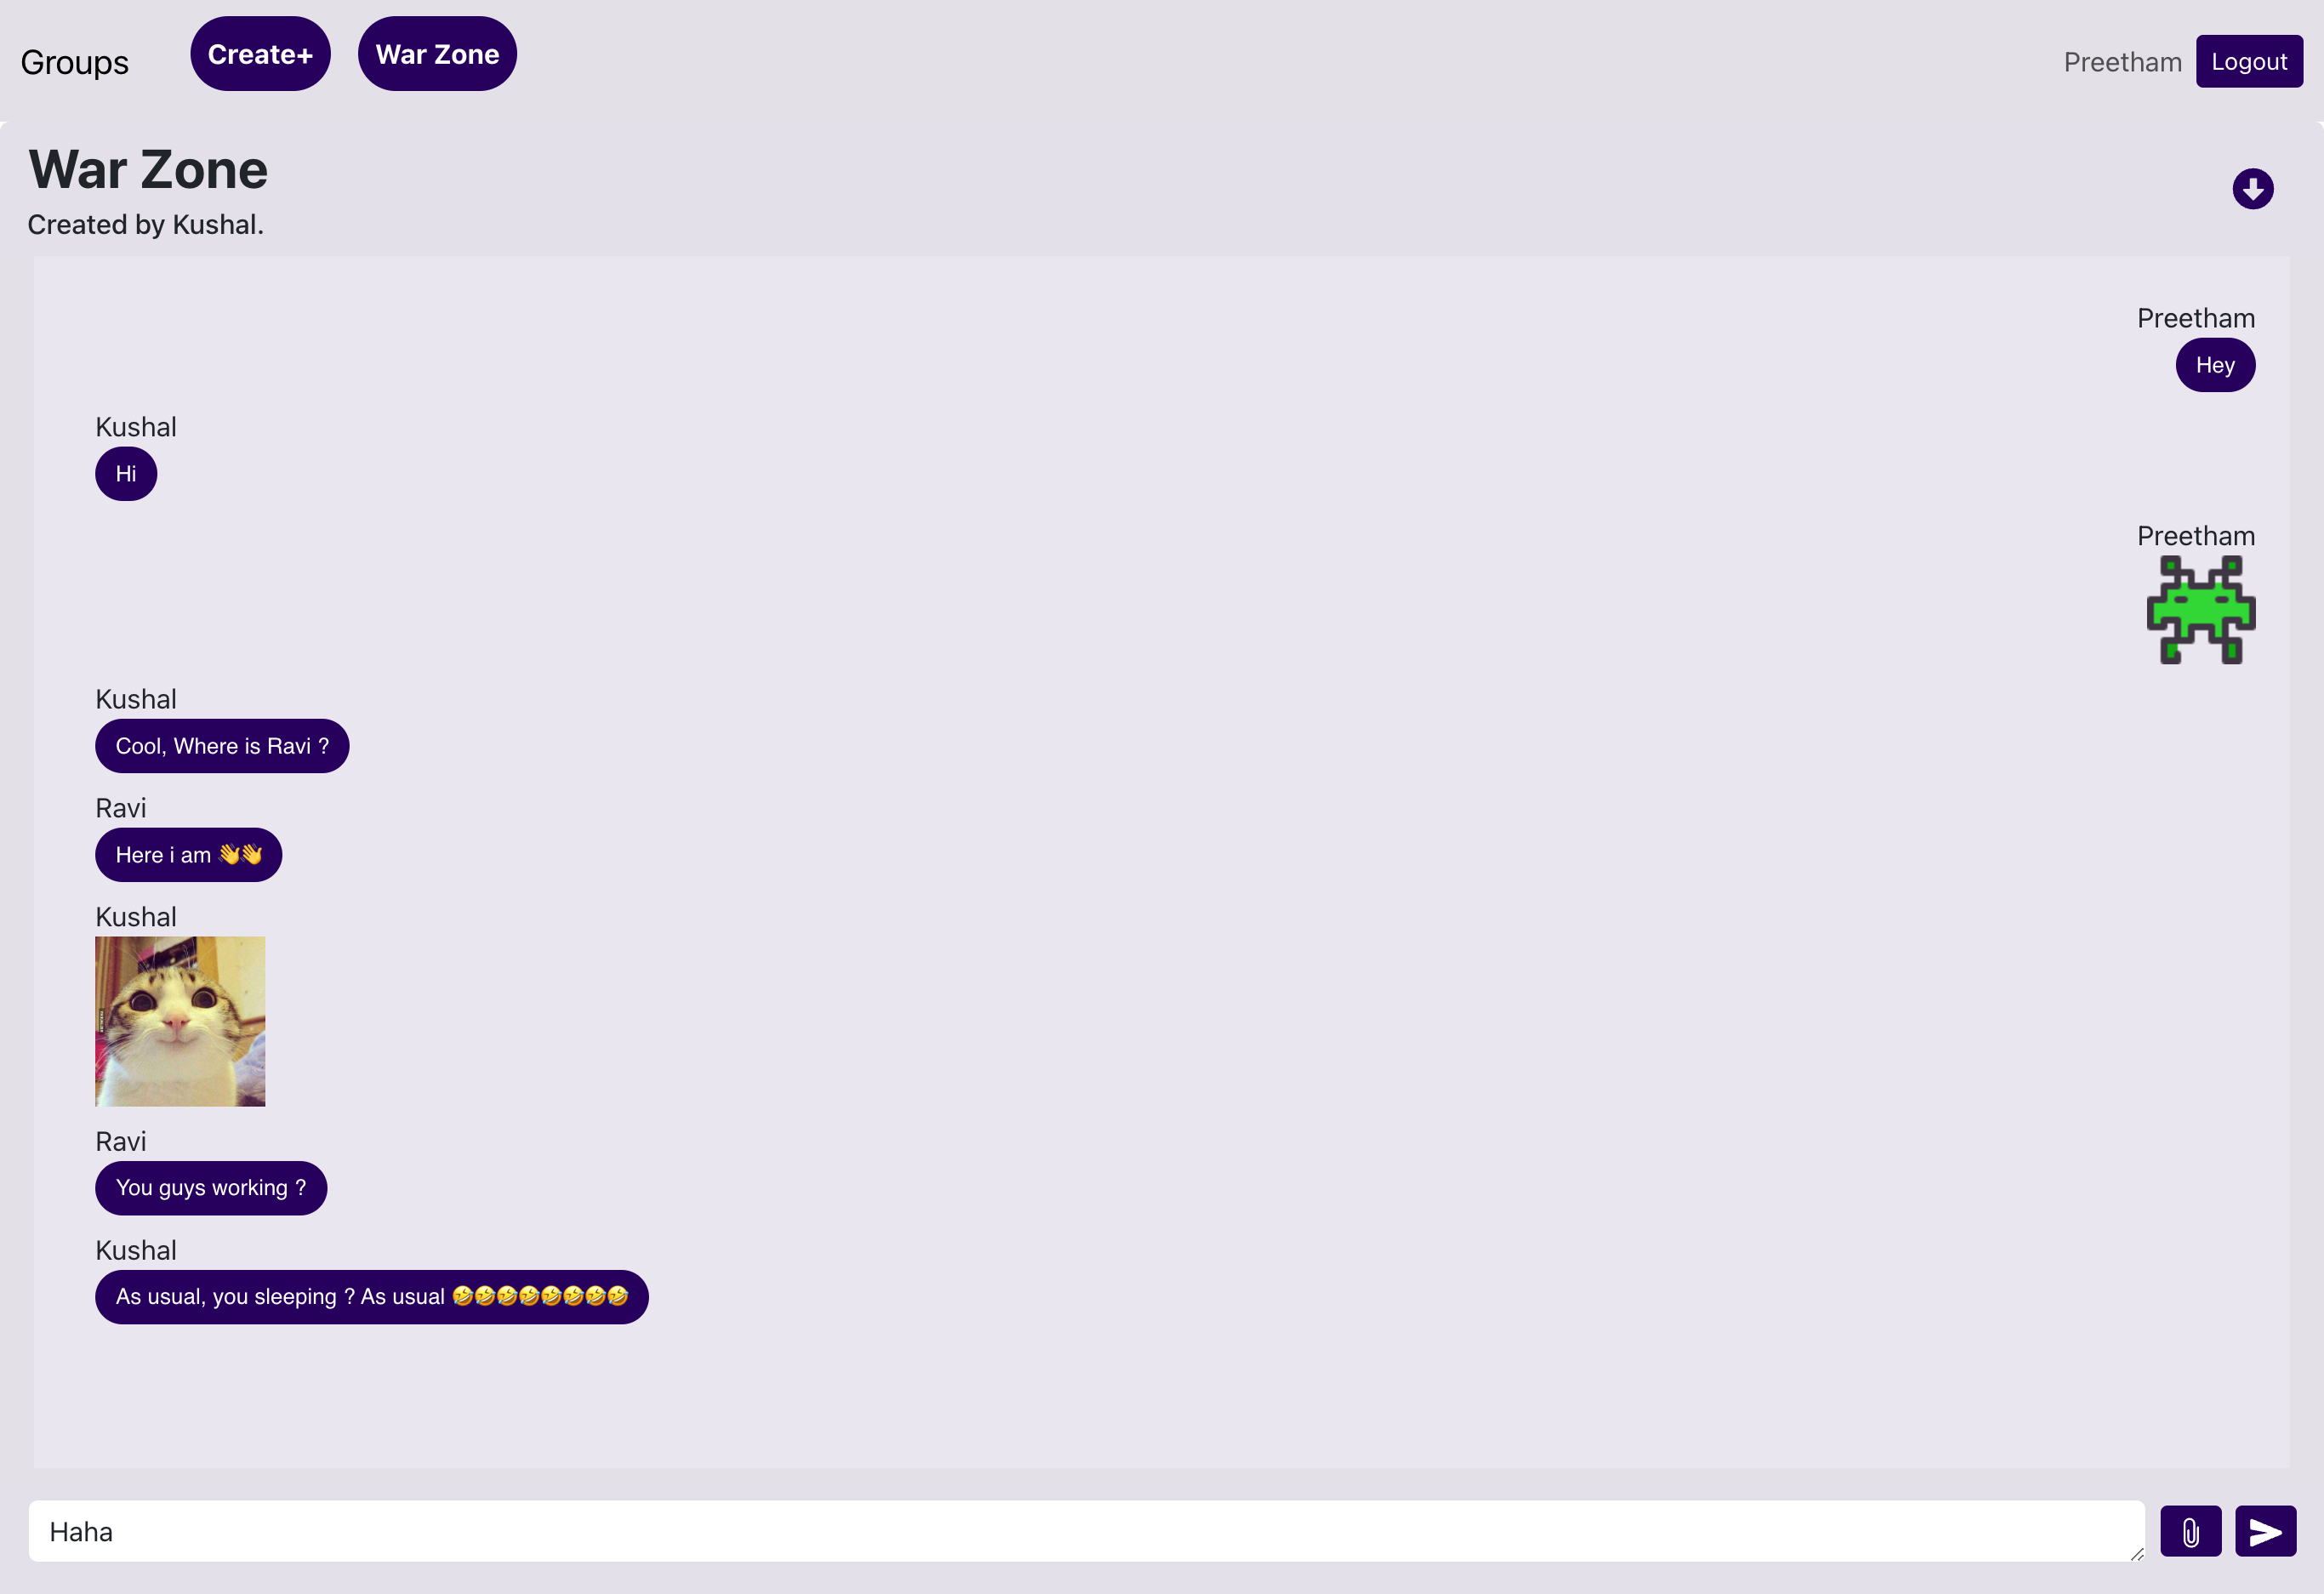 Groups
Create+
War Zone
Preetham
Logout
War Zone
Created by Kushal.
Preetham
Hey
Kushal
Hi
Preetham
Kushal
Cool, Where is Ravi ?
Ravi
Here i am 👋👋
Kushal
Ravi
You guys working ?
Kushal
As usual, you sleeping ? As usual 🤣🤣🤣🤣🤣🤣🤣🤣
Haha